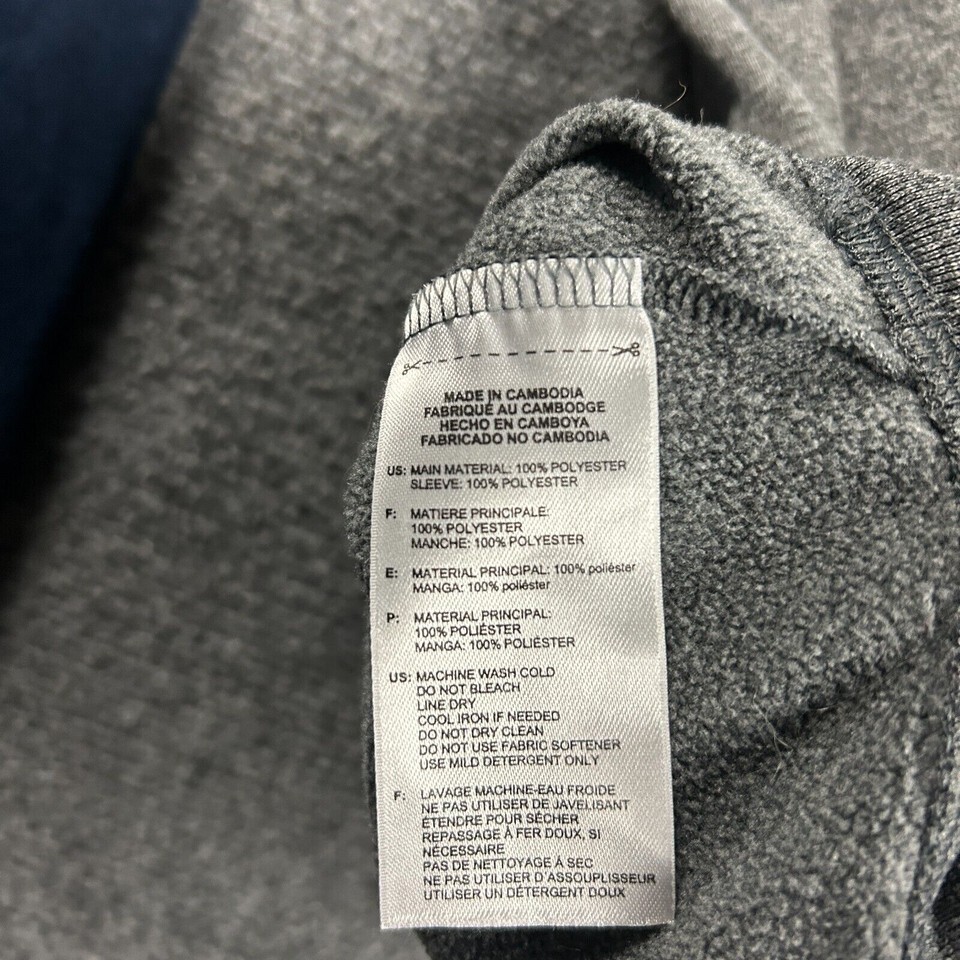 MADE IN CAMBODIA
FABRIQUÉ AU CAMBODGE
HECHO EN CAMBOYA
FABRICADO NO CAMBODIA
US: MAIN MATERIAL: 100% POLYESTER
SLEEVE: 100% POLYESTER
F: MATIERE PRINCIPALE:
100% POLYESTER
MANCHE: 100% POLYESTER
E: MATERIAL PRINCIPAL: 100% poliéster
MANGA: 100% poliéster
P: MATERIAL PRINCIPAL:
100% POLIÉSTER
MANGA: 100% POLIÉSTER
US: MACHINE WASH COLD
DO NOT BLEACH
LINE DRY
COOL IRON IF NEEDED
DO NOT DRY CLEAN
DO NOT USE FABRIC SOFTENER
USE MILD DETERGENT ONLY
F: LAVAGE MACHINE-EAU FROIDE
NE PAS UTILISER DE JAVELISANT
ÉTENDRE POUR SÉCHER
REPASSAGE À FER DOUX, SI
NÉCESSAIRE
PAS DE NETTOYAGE À SEC
NE PAS UTILISER D'ASSOUPLISSEUR
UTILISER UN DÉTERGENT DOUX